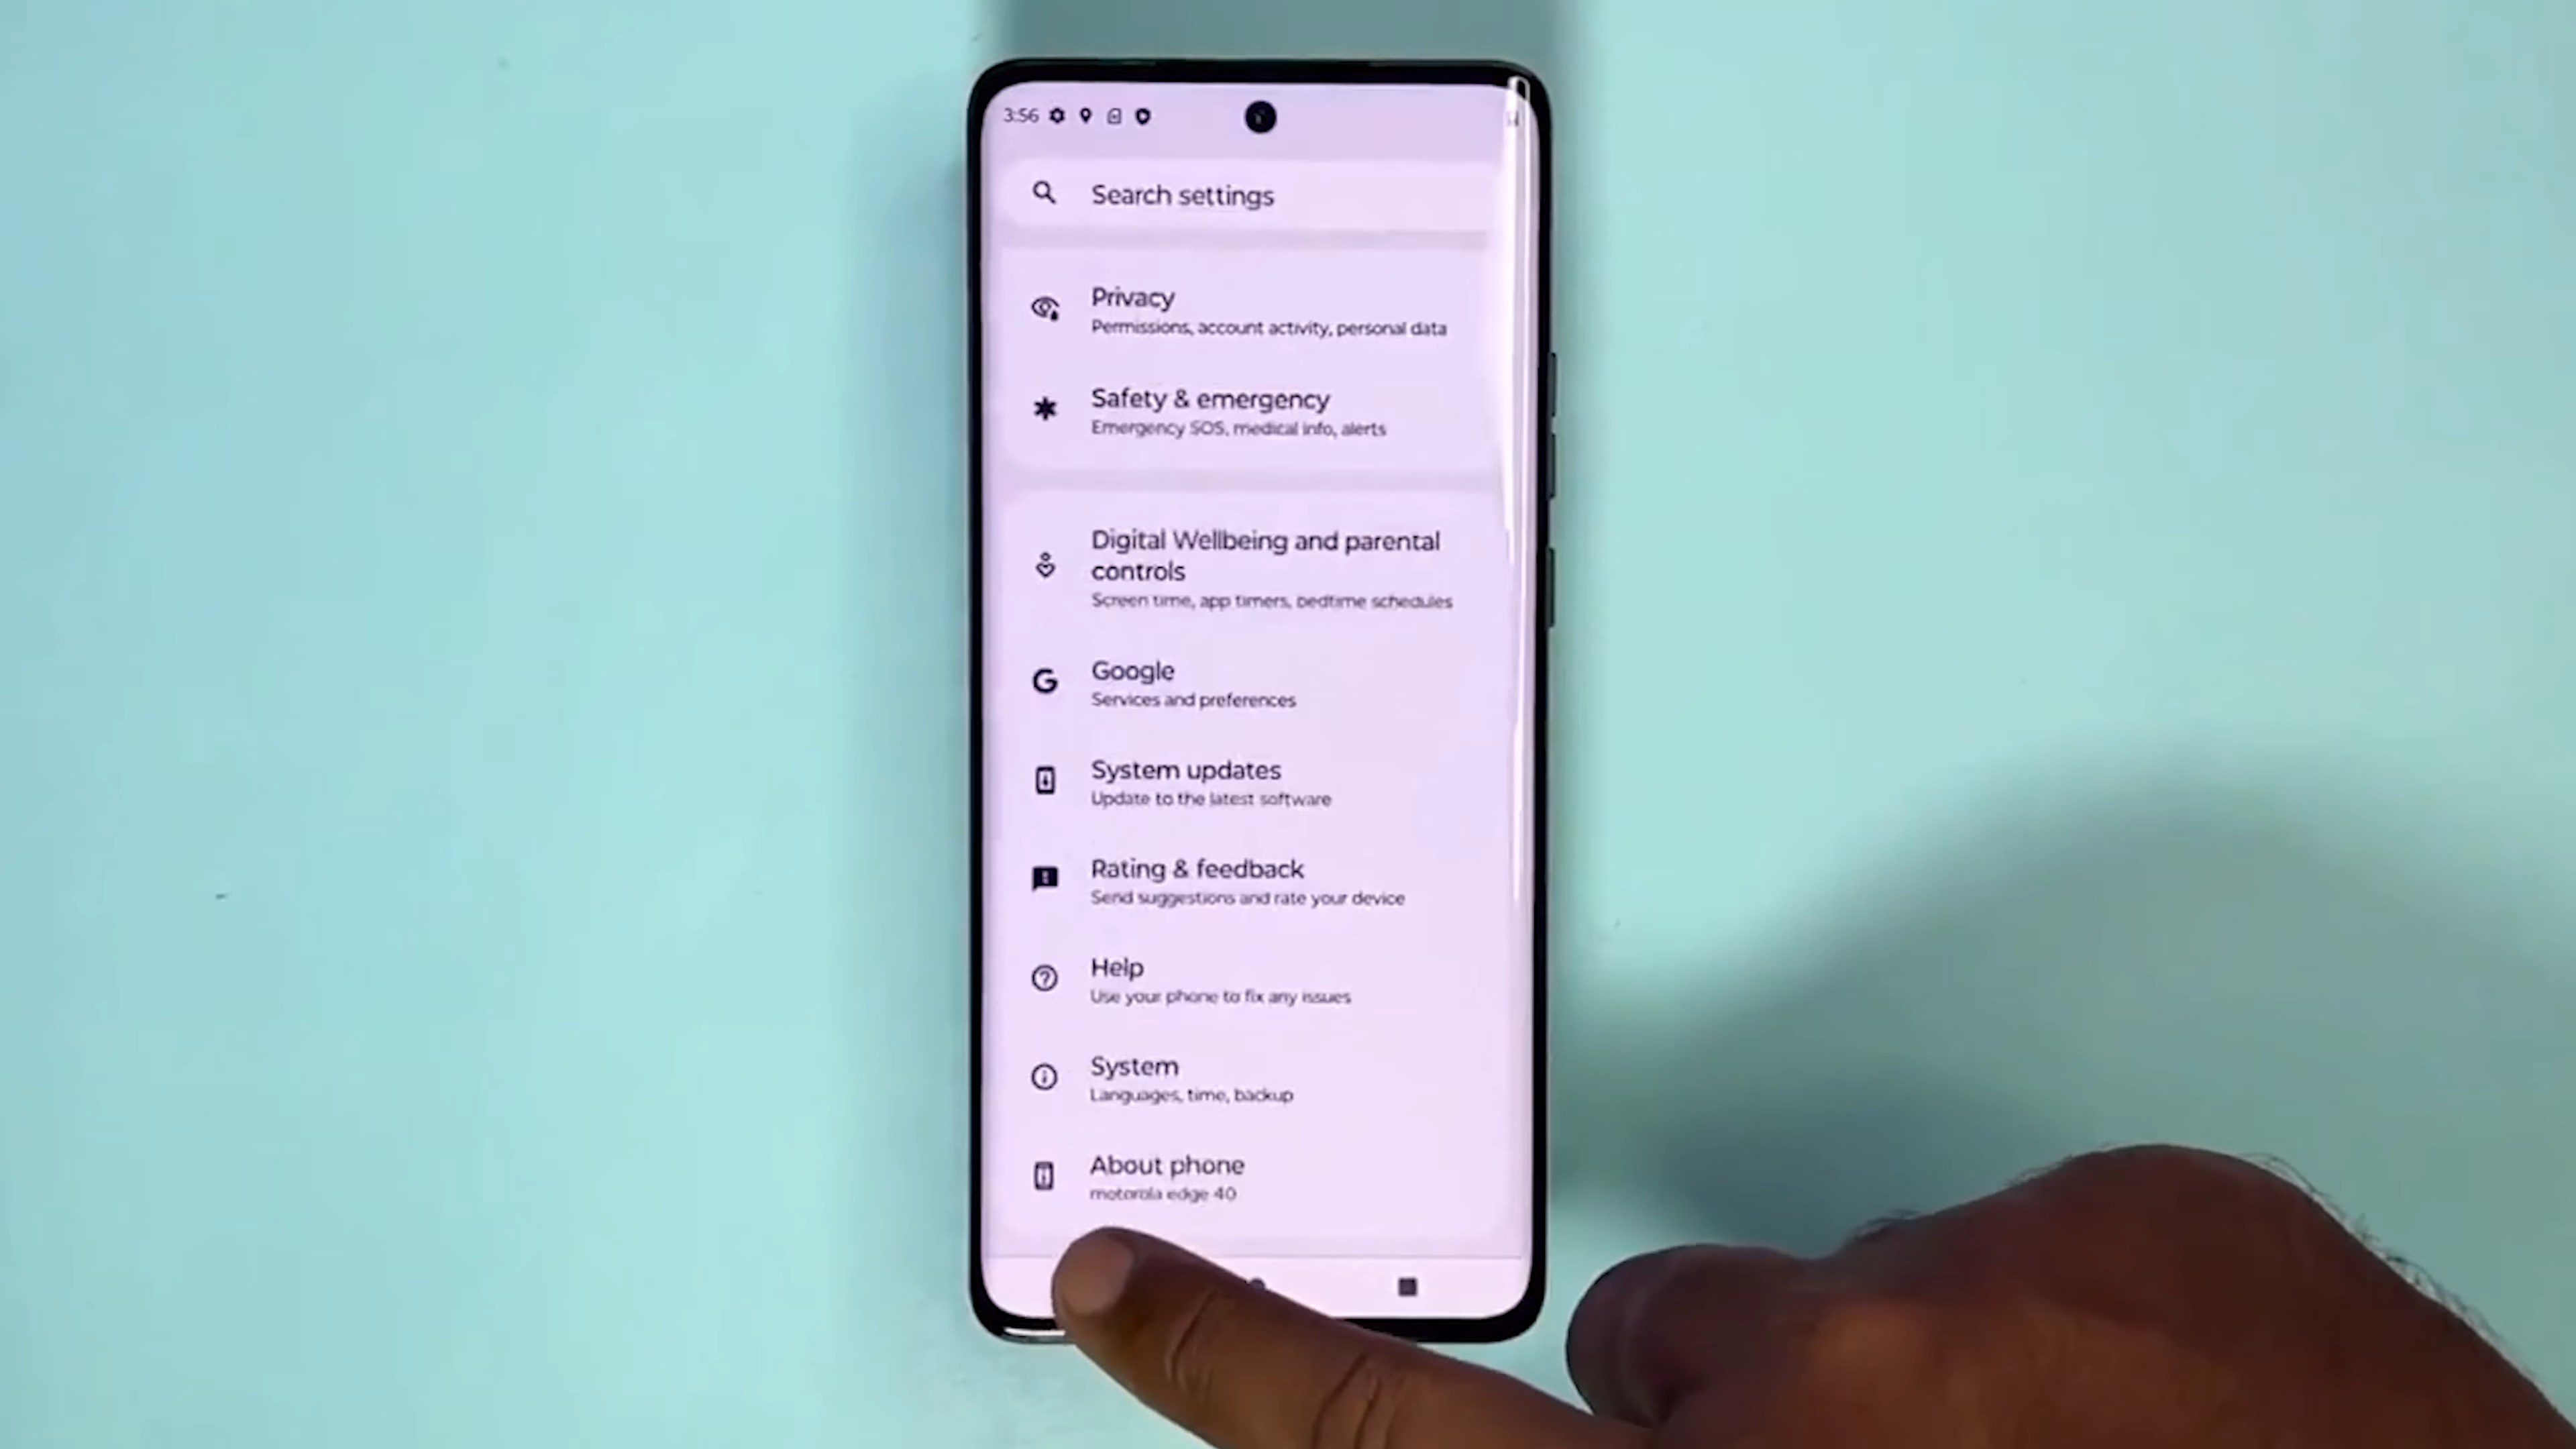 3:56
Search settings
Privacy
Permissions, account activity, personal data
Safety & emergency
Emergency SOS, medical info, alerts
Digital Wellbeing and parental
controls
Screen time, app timers, bedtime schedules
Google
Services and preferences
System updates
Update to the latest software
Rating & feedback
Send suggestions and rate your device
Help
Use your phone to fix any issues
System
Languages, time, backup
About phone
motorola edge 40